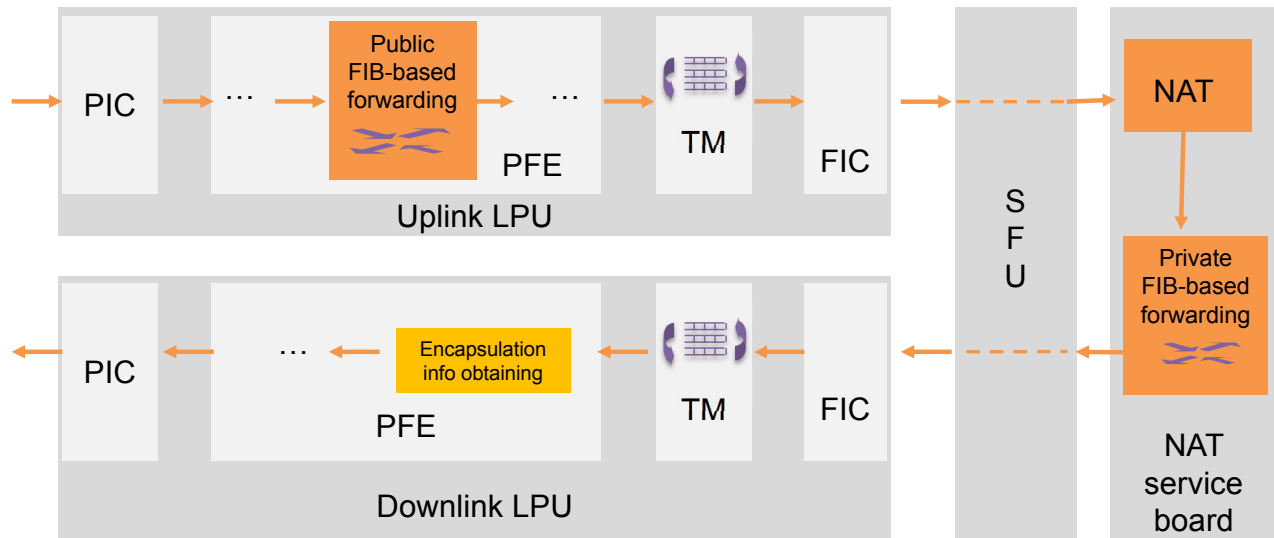 PIC
…
Public
FIB-based
forwarding
…
PFE
TM
FIC
Uplink LPU
S
F
U
NAT
Private
FIB-based
forwarding
NAT
service
board
PIC
…
Encapsulation
info obtaining
PFE
TM
FIC
Downlink LPU